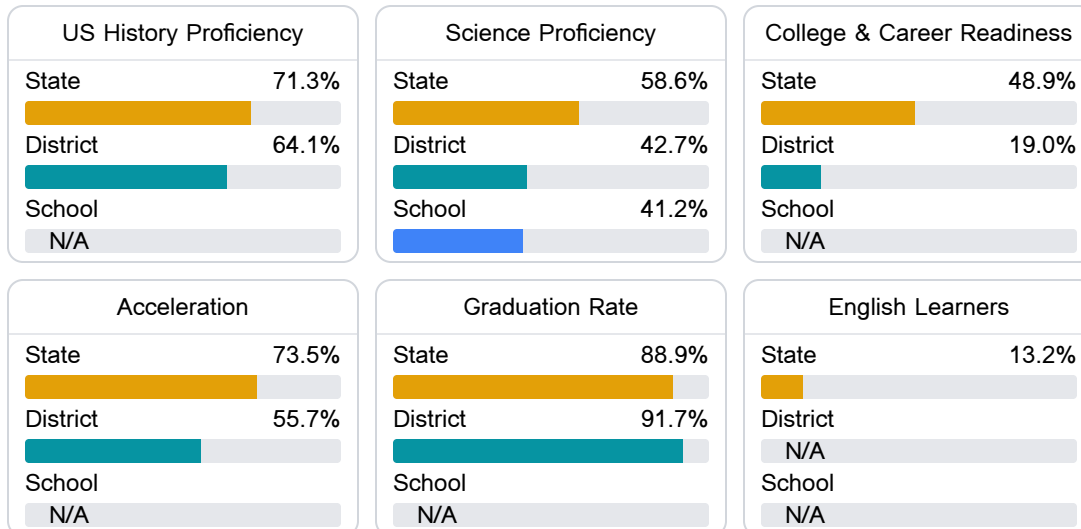 US History Proficiency
State 71.3%
District 64.1%
School
N/A
Science Proficiency
State 58.6%
District 42.7%
School 41.2%
College & Career Readiness
State 48.9%
District 19.0%
School
N/A
Acceleration
State 73.5%
District 55.7%
School
N/A
Graduation Rate
State 88.9%
District 91.7%
School
N/A
English Learners
State 13.2%
District
N/A
School
N/A